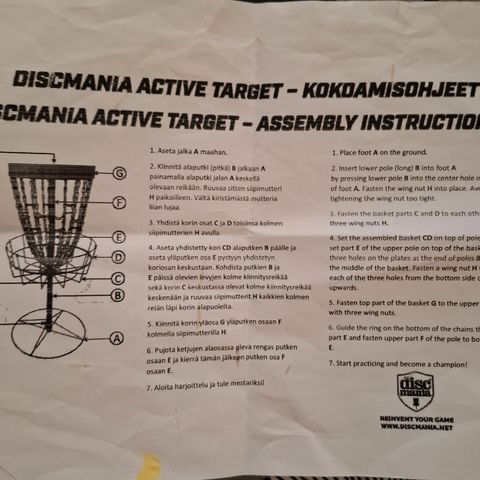 DISCMANIA ACTIVE TARGET – KOKOAMISOHJEET
SCMANIA ACTIVE TARGET – ASSEMBLY INSTRUCTION
G
F
E
D
C
B
A
1. Aseta jalka A maahan.
2. Kiinnitä alaputki (pitkä) B jalkaan A
painamalla alaputki jalan A keskellä
olevaan reikään. Ruuvaa sitten siipimutteri
H paikoilleen. Vältä kiristämästä mutteria
liian lujaa.
3. Yhdistä korin osat C ja D toisiinsa kolmen
siipimutterien H avulla.
4. Aseta yhdistetty kori CD alaputken B päälle ja
aseta yläputken osa E pystyyn yhdistetyn
koriosan keskustaan. Kohdista putken B ja
E päissä olevien levyjen kolme kiinnitysreikää
sekä korin C keskustassa olevat kolme kiinnitysreikää
keskenään ja ruuvaa siipimutterit H kaikkien kolmen
reiän läpi korin alapuolelta.
5. Kiinnitä korin yläosa G yläputken osaan F
kolmella siipimutterilla H.
6. Pujota ketjujen alaosassa oleva rengas putken
osaan E ja kierrä tämän jälkeen putken osa F
osaan E.
7. Aloita harjoittelu ja tule mestariksi!
1. Place foot A on the ground.
2. Insert lower pole (long) B into foot A
by pressing lower pole B into the center hole in
of foot A. Fasten the wing nut H into place. Avo
tightening the wing nut too tight.
3. Fasten the basket parts C and D to each othe
three wing nuts H.
4. Set the assembled basket CD on top of pole
set part E of the upper pole on top of the bask
three holes on the plates at the end of poles B
the middle of the basket. Fasten a wing nut H
each of the three holes from the bottom side o
upwards.
5. Fasten top part of the basket G to the upper
with three wing nuts.
6. Guide the ring on the bottom of the chains th
part E and fasten upper part F of the pole to bo
E.
7. Start practicing and become a champion!
disc
mania
REINVENT YOUR GAME
WWW.DISCMANIA.NET